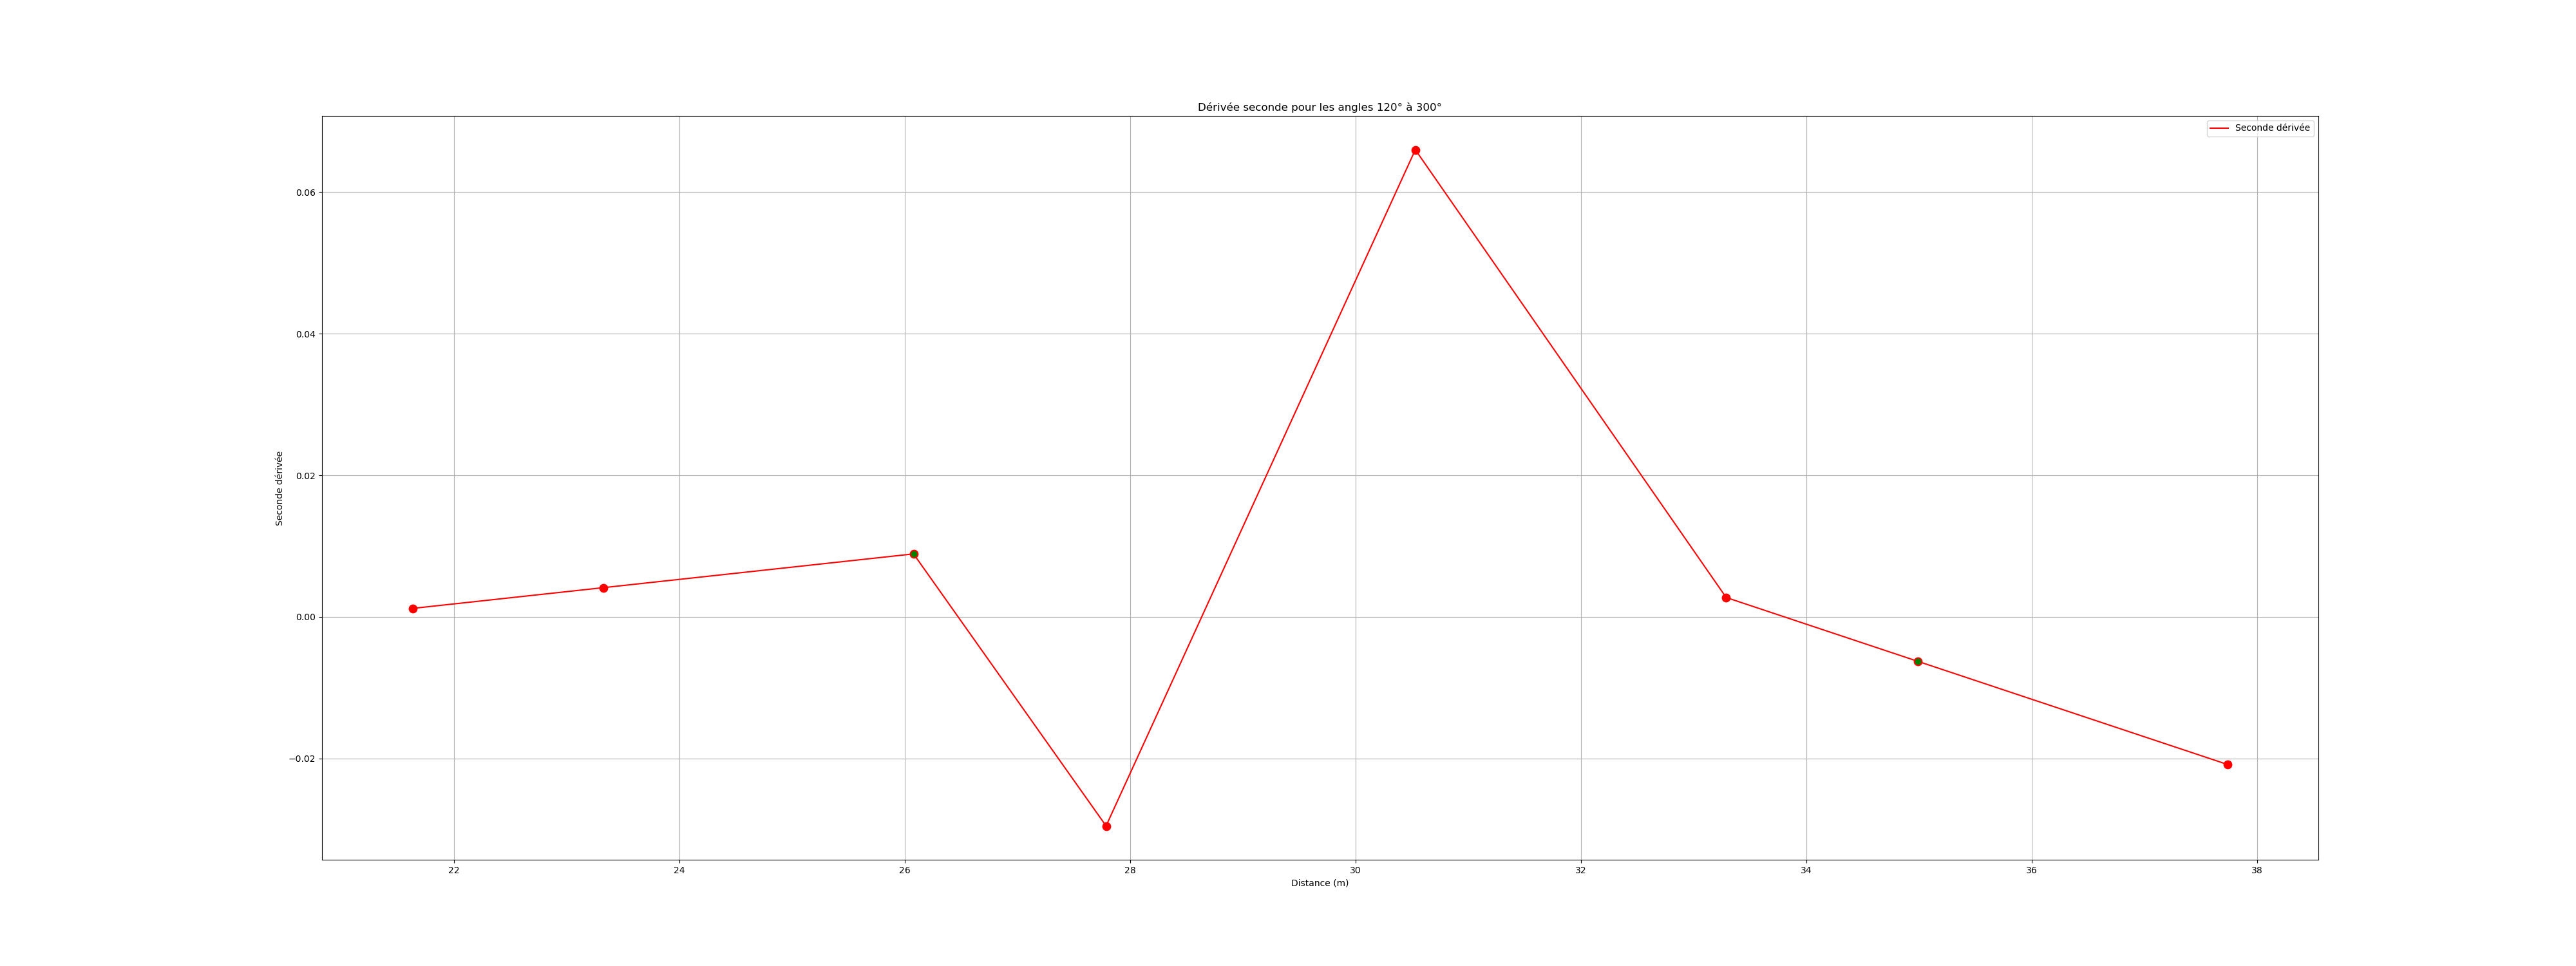 Dérivée seconde pour les angles 120° à 300°
Seconde dérivée
0.06
0.04
0.02
0.00
−0.02
Seconde dérivée
22 24 26 28 30 32 34 36 38
Distance (m)